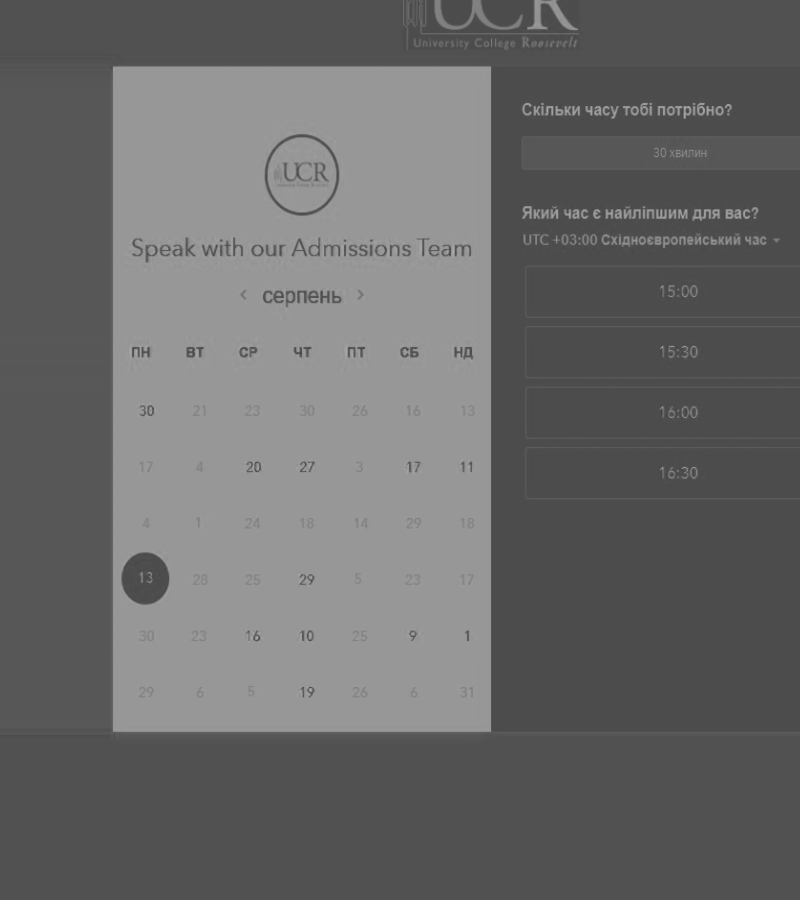 UCR
University College Roosevelt
UCR
Speak with our Admissions Team
серпень
ПН ВТ СР ЧТ ПТ СБ НД
30 21 23 30 26 16 13
17 4 20 27 3 17 11
4 1 24 18 14 29 18
13 28 25 29 5 23 17
30 23 16 10 25 9 1
29 6 5 19 26 6 31
Скільки часу тобі потрібно?
30 хвилин
Який час є найліпшим для вас?
UTC +03:00 Східноєвропейський час
15:00
15:30
16:00
16:30